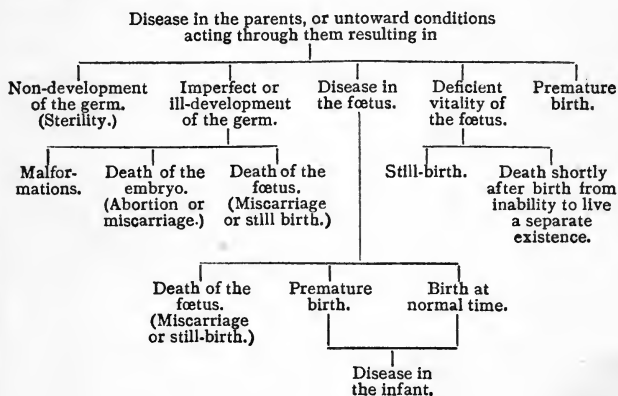 Disease in the parents, or untoward conditions
acting through them resulting in
Non-development
of the germ.
(Sterility.)
Imperfect or
ill-development
of the germ.
Disease in
the fœtus.
Deficient
vitality of
the fœtus.
Premature
birth.
Malfor-
mations.
Death of the
embryo.
(Abortion or
miscarriage.)
Death of the
fœtus.
(Miscarriage
or still birth.)
Still-birth.
Death shortly
after birth from
inability to live
a separate
existence.
Death of the
fœtus.
(Miscarriage
or still-birth.)
Premature
birth.
Birth at
normal time.
Disease in
the infant.